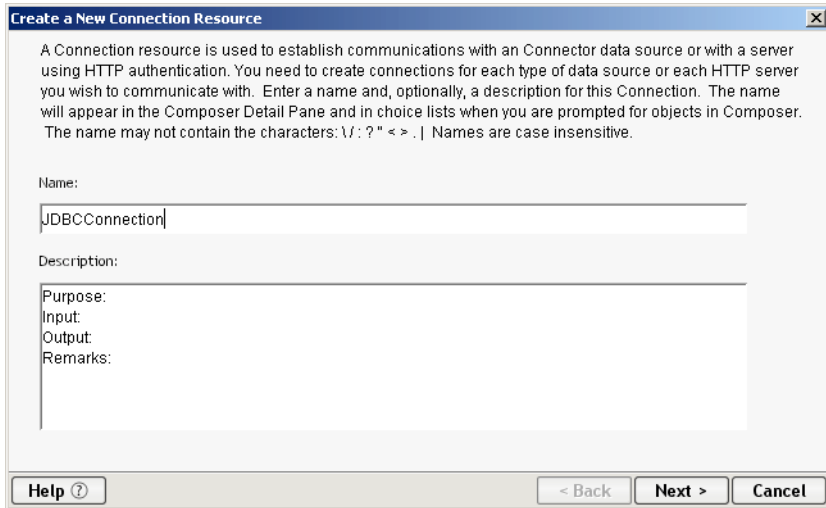 Create a New Connection Resource
A Connection resource is used to establish communications with an Connector data source or with a server
using HTTP authentication. You need to create connections for each type of data source or each HTTP server
you wish to communicate with. Enter a name and, optionally, a description for this Connection. The name
will appear in the Composer Detail Pane and in choice lists when you are prompted for objects in Composer.
The name may not contain the characters: \ / : ? " < > . | Names are case insensitive.
Name:
JDBCConnection
Description:
Purpose:
Input:
Output:
Remarks:
Help ? < Back Next > Cancel